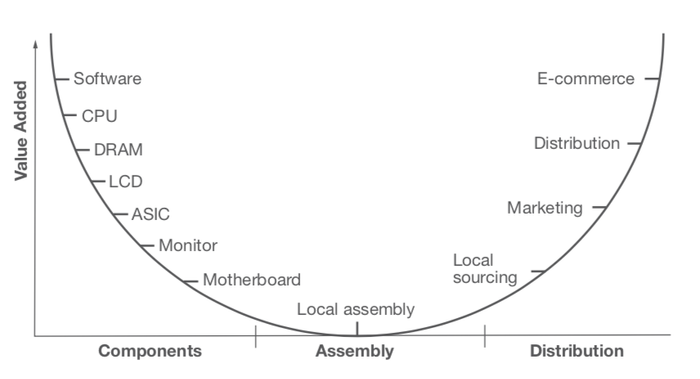 Value Added
Software
CPU
DRAM
LCD
ASIC
Monitor
Motherboard
Local assembly
E-commerce
Distribution
Marketing
Local
sourcing
Components
Assembly
Distribution